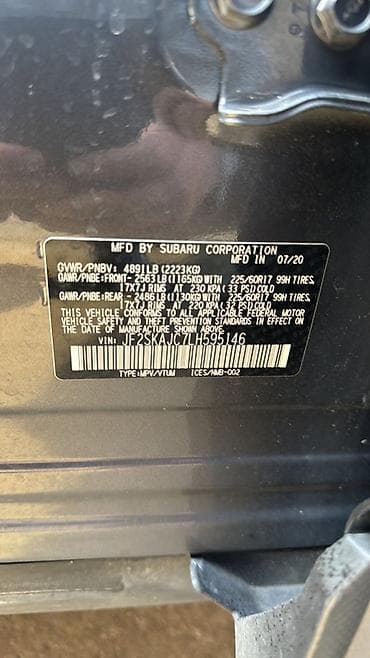 MFD BY SUBARU CORPORATION
GVWR/PNBV: 4891LB(2223KG) MFD IN 07/20
GAWR/PNBE:FRONT- 2563LB(1165KG)WITH 225/60R17 99H TIRES,
17X7J RIMS AT 230 KPA(33 PSI)COLD
GAWR/PNBE:REAR - 2486LB(1130KG)WITH 225/60R17 99H TIRES,
17X7J RIMS AT 220 KPA(32 PSI)COLD
THIS VEHICLE CONFORMS TO ALL APPLICABLE FEDERAL MOTOR
VEHICLE SAFETY AND THEFT PREVENTION STANDARDS IN EFFECT
ON THE DATE OF MANUFACTURE SHOWN ABOVE.
VIN: JF2SKAJC7LH595146
TYPE:MPV/VTUM ICES/NMB-002